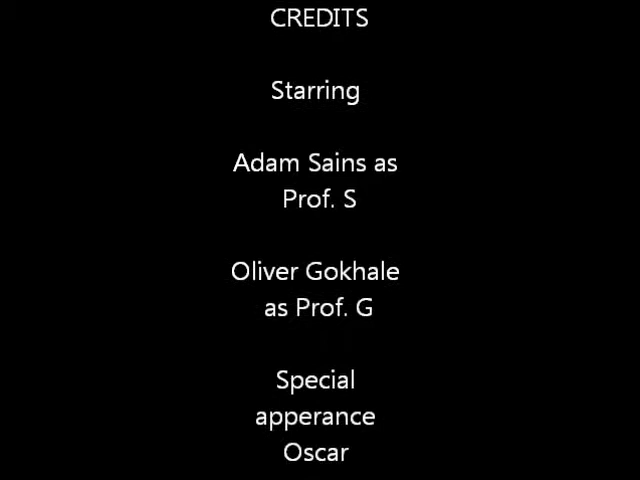 CREDITS
Starring
Adam Sains as
Prof. S
Oliver Gokhale
as Prof. G
Special
apperance
Oscar